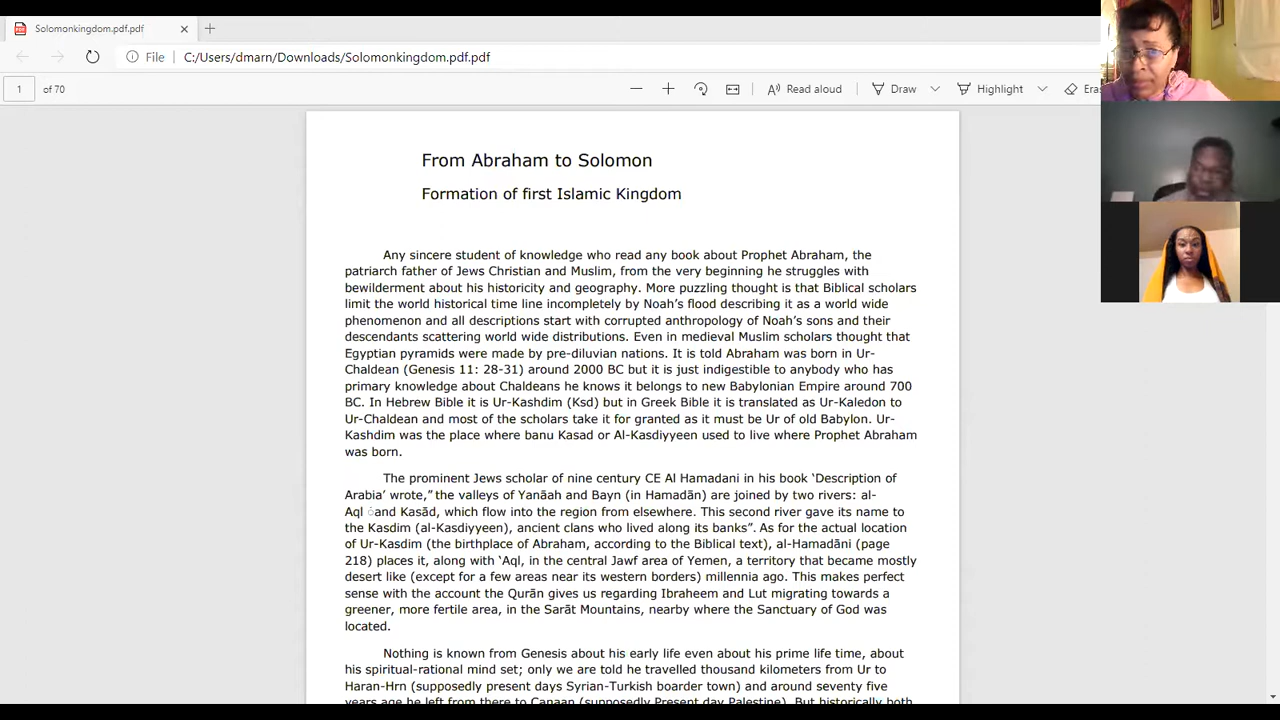 Solomonkingdom.pdf.pdf
File C:/Users/dmarn/Downloads/Solomonkingdom.pdf.pdf
1 of 70 Read aloud Draw Highlight Eras
From Abraham to Solomon
Formation of first Islamic Kingdom
Any sincere student of knowledge who read any book about Prophet Abraham, the
patriarch father of Jews Christian and Muslim, from the very beginning he struggles with
bewilderment about his historicity and geography. More puzzling thought is that Biblical scholars
limit the world historical time line incompletely by Noah’s flood describing it as a world wide
phenomenon and all descriptions start with corrupted anthropology of Noah’s sons and their
descendants scattering world wide distributions. Even in medieval Muslim scholars thought that
Egyptian pyramids were made by pre-diluvian nations. It is told Abraham was born in Ur-
Chaldean (Genesis 11: 28-31) around 2000 BC but it is just indigestible to anybody who has
primary knowledge about Chaldeans he knows it belongs to new Babylonian Empire around 700
BC. In Hebrew Bible it is Ur-Kashdim (Ksd) but in Greek Bible it is translated as Ur-Kaledon to
Ur-Chaldean and most of the scholars take it for granted as it must be Ur of old Babylon. Ur-
Kashdim was the place where banu Kasad or Al-Kasdiyyeen used to live where Prophet Abraham
was born.
The prominent Jews scholar of nine century CE Al Hamadani in his book ‘Description of
Arabia’ wrote,” the valleys of Yanāah and Bayn (in Hamadān) are joined by two rivers: al-
Aql and Kasād, which flow into the region from elsewhere. This second river gave its name to
the Kasdim (al-Kasdiyyeen), ancient clans who lived along its banks”. As for the actual location
of Ur-Kasdim (the birthplace of Abraham, according to the Biblical text), al-Hamadāni (page
218) places it, along with ‘Aql, in the central Jawf area of Yemen, a territory that became mostly
desert like (except for a few areas near its western borders) millennia ago. This makes perfect
sense with the account the Qurān gives us regarding Ibraheem and Lut migrating towards a
greener, more fertile area, in the Sarāt Mountains, nearby where the Sanctuary of God was
located.
Nothing is known from Genesis about his early life even about his prime life time, about
his spiritual-rational mind set; only we are told he travelled thousand kilometers from Ur to
Haran-Hrn (supposedly present days Syrian-Turkish boarder town) and around seventy five
years age he left from there to Canaan (supposedly Present day Palestine). But historically both